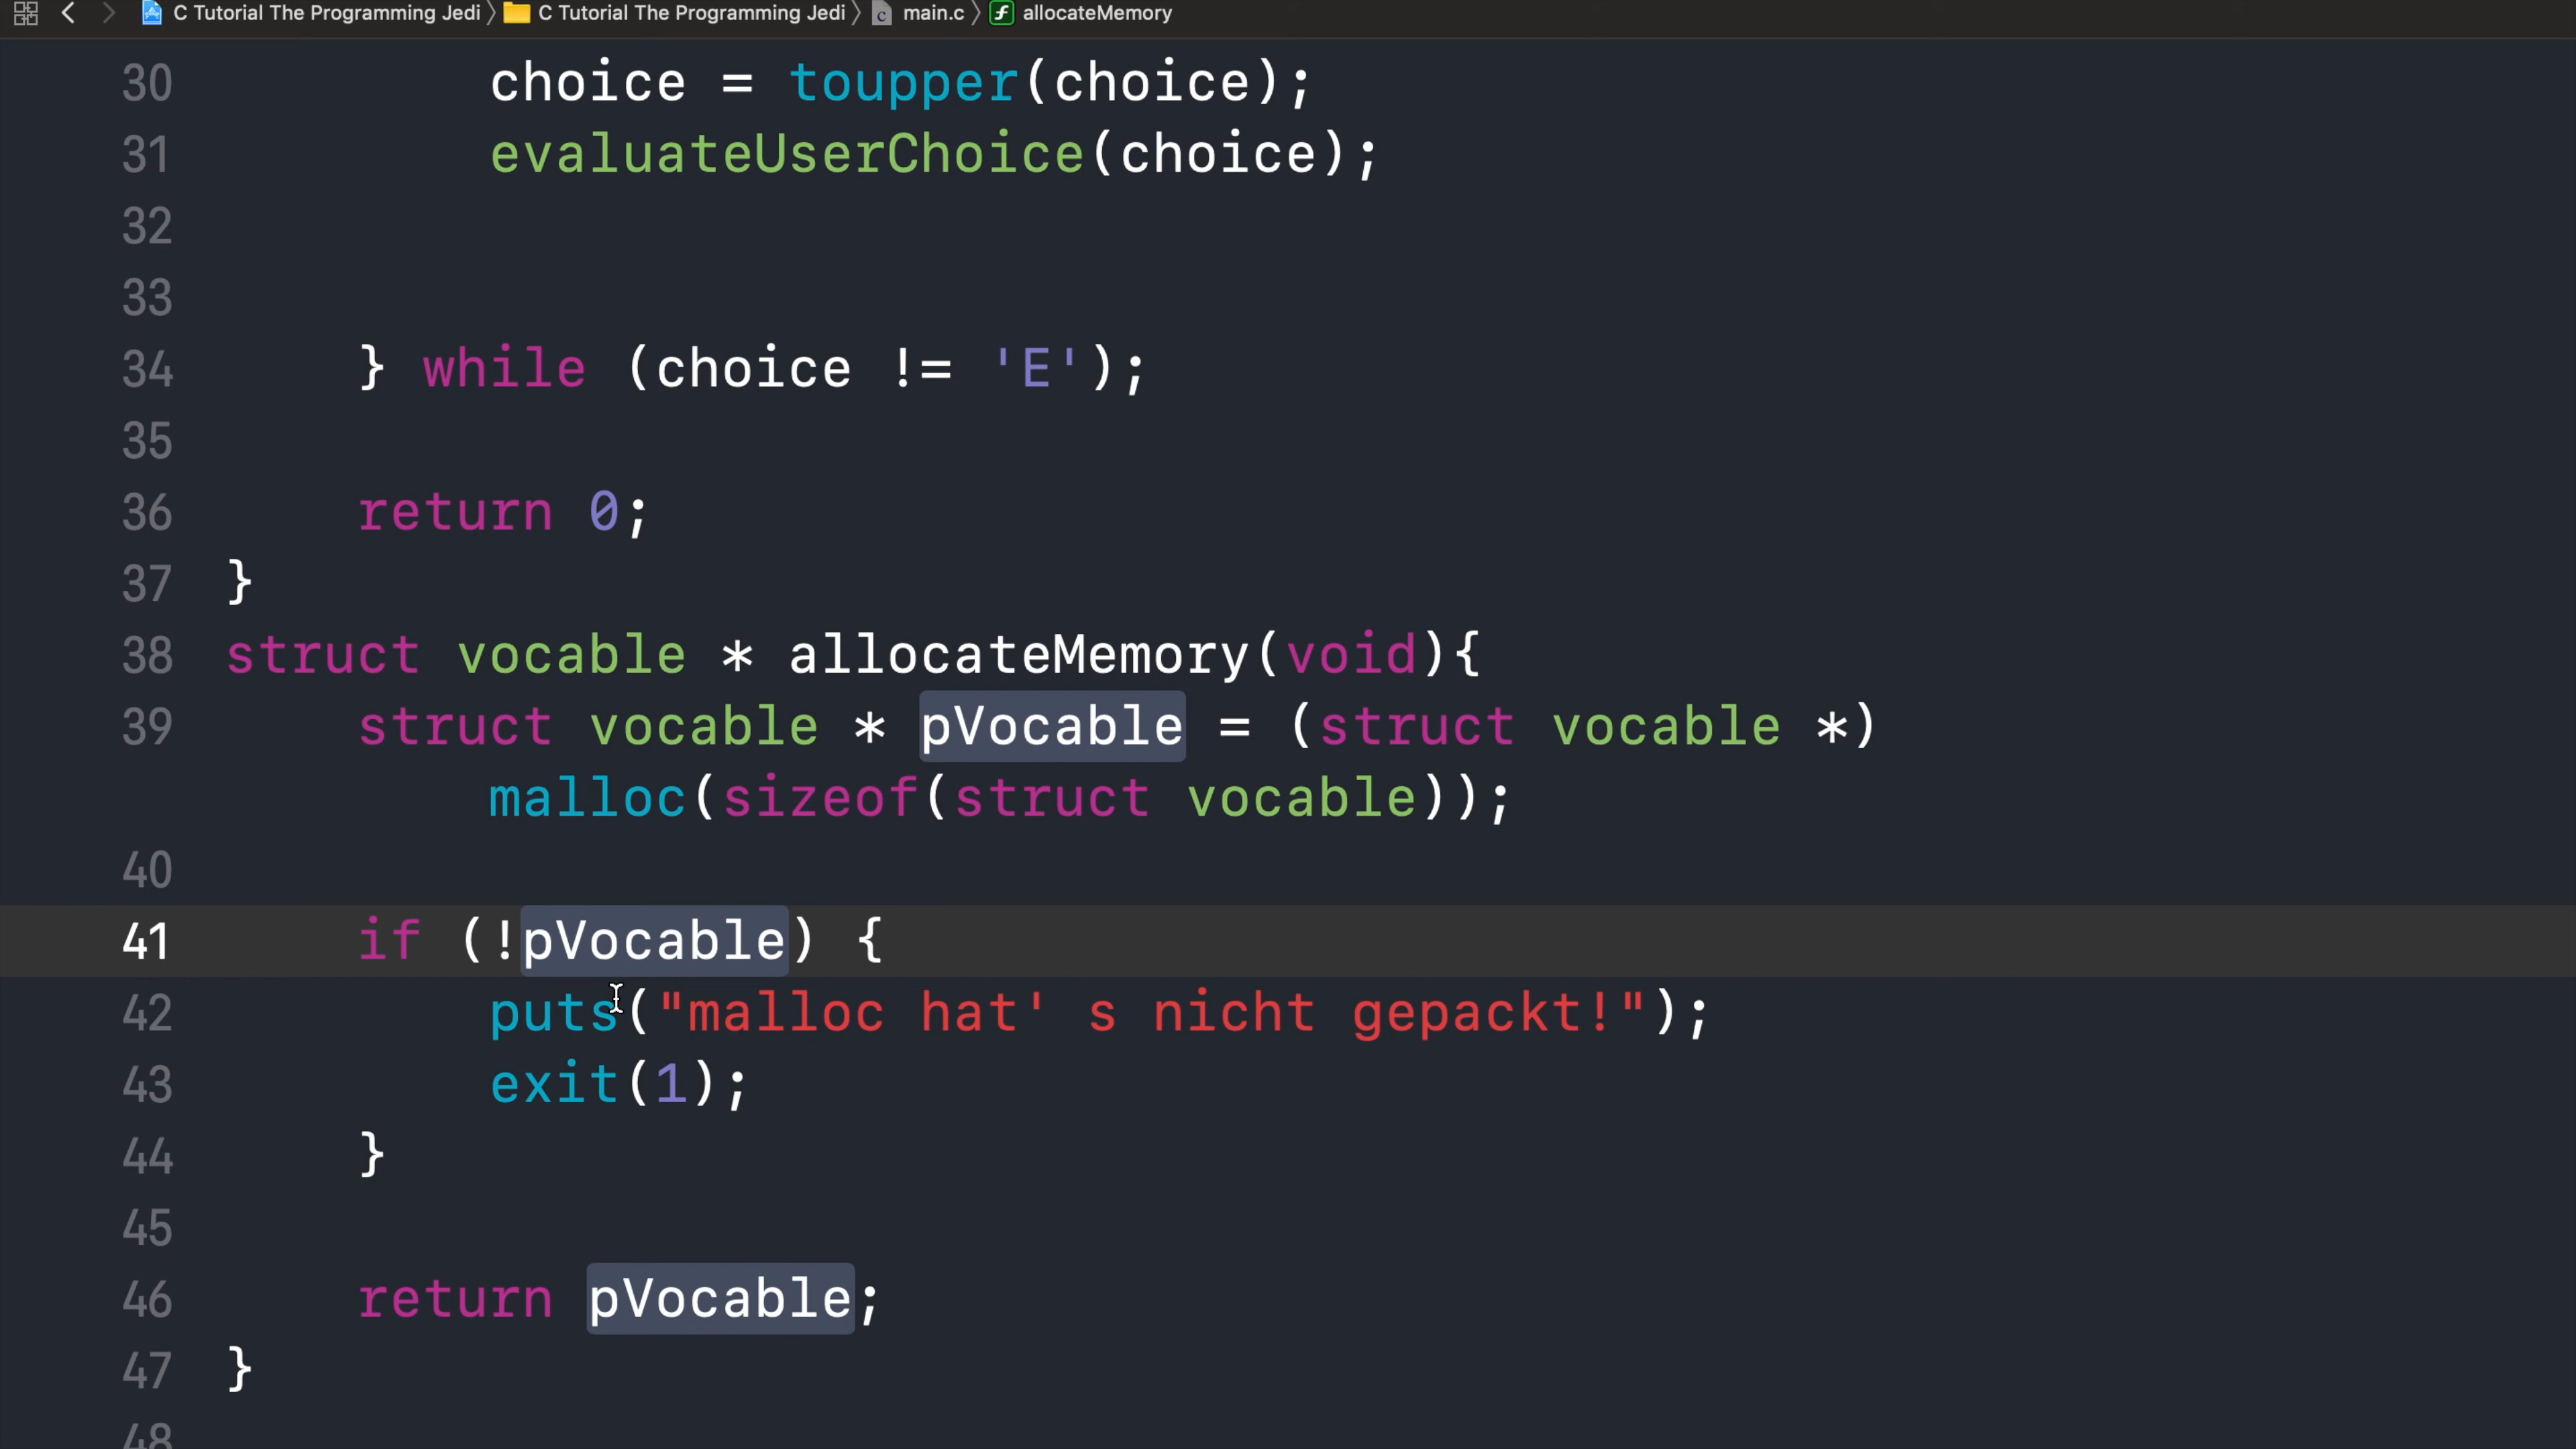 C Tutorial The Programming Jedi C Tutorial The Programming Jedi main.c allocateMemory
30 choice = toupper(choice);
31 evaluateUserChoice(choice);
32
33
34 } while (choice != 'E');
35
36 return 0;
37 }
38 struct vocable * allocateMemory(void){
39 struct vocable * pVocable = (struct vocable *)
malloc(sizeof(struct vocable));
40
41 if (!pVocable) {
42 puts("malloc hat' s nicht gepackt!");
43 exit(1);
44 }
45
46 return pVocable;
47 }
48